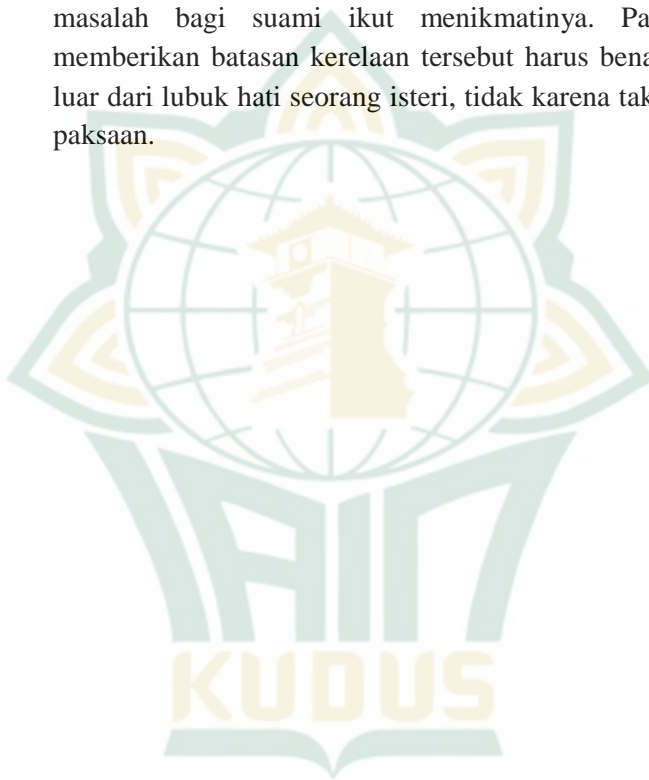 masalah bagi suami ikut menikmatinya. Pa
memberikan batasan kerelaan tersebut harus bena
luar dari lubuk hati seorang isteri, tidak karena tak
paksaan.
IAIN
KUDUS